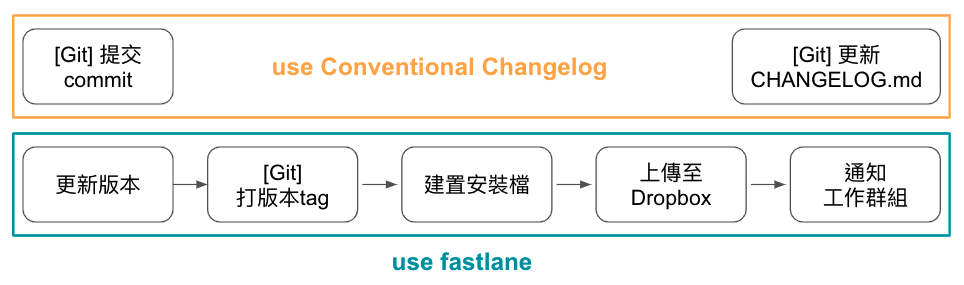 [Git] 提交
commit
use Conventional Changelog
[Git] 更新
CHANGELOG.md
更新版本
[Git]
打版本tag
建置安裝檔
上傳至
Dropbox
通知
工作群組
use fastlane